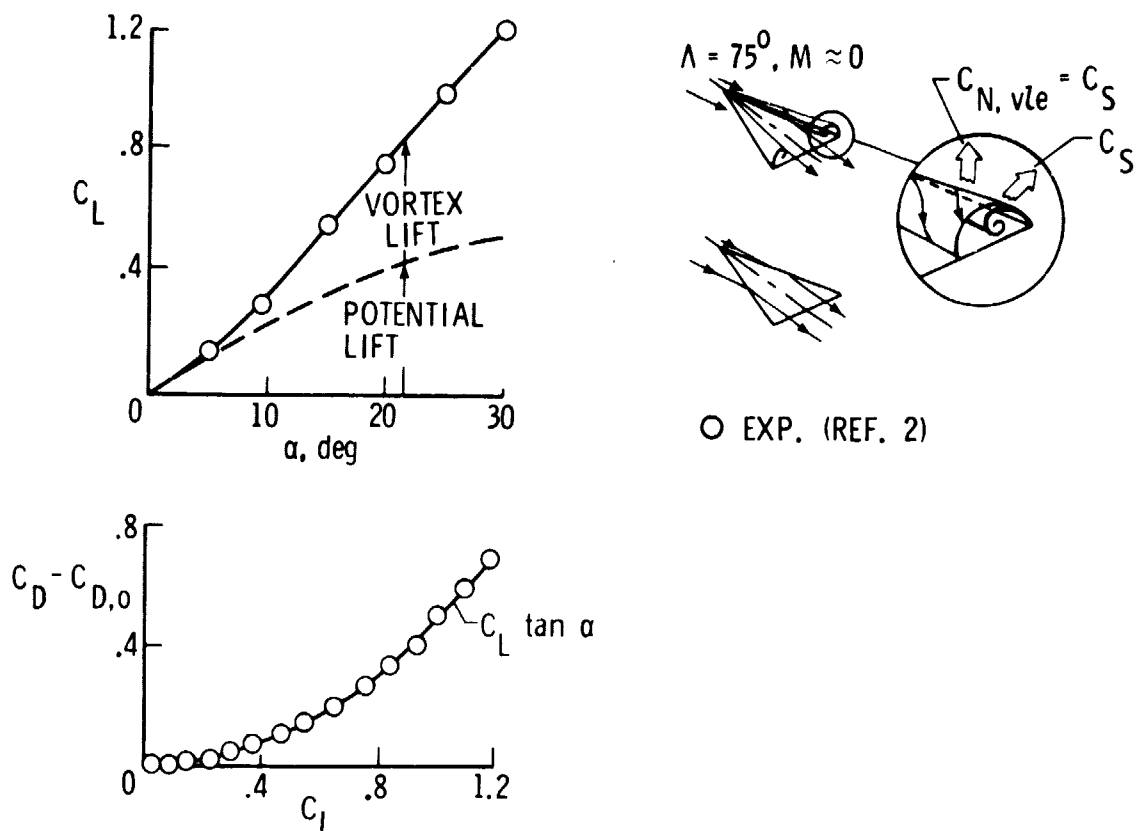 1.2
.8
C_L
.4
0
10
20
30
α, deg
VORTEX
LIFT
POTENTIAL
LIFT
Λ = 75⁰, M ≈ 0
C_N, vle = C_S
C_S
O EXP. (REF. 2)
.8
C_D - C_D,o
.4
0
.4
.8
1.2
C_L
C_L tan α